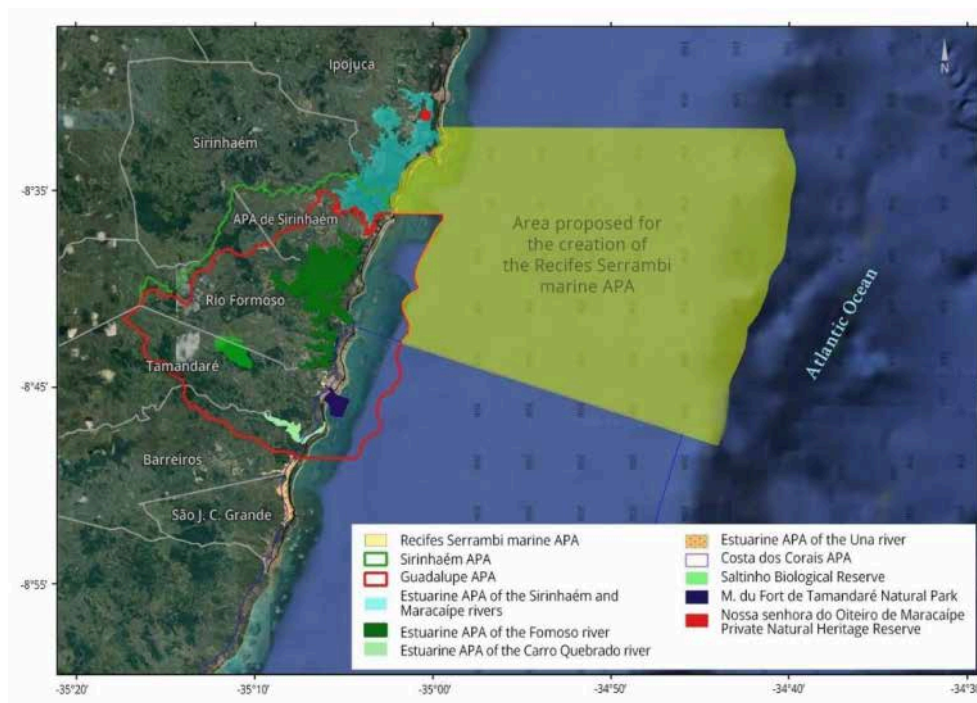 Ipojuca
N
Sirinhaém
-8°35'
APA de Sirinhaém
Area proposed for
the creation of
the Recifes Serrambi
marine APA
Rio Formoso
Atlantic Ocean
Tamandaré
-8°45'
Barreiros
São J. C. Grande
-8°55'
Recifes Serrambi marine APA
Sirinhaém APA
Guadalupe APA
Estuarine APA of the Sirinhaém and
Maracaípe rivers
Estuarine APA of the Fomoso river
Estuarine APA of the Carro Quebrado river
Estuarine APA of the Una river
Costa dos Corais APA
Saltinho Biological Reserve
M. du Fort de Tamandaré Natural Park
Nossa senhora do Oiteiro de Maracaípe
Private Natural Heritage Reserve
-35°20'
-35°10'
-35°00'
-34°50'
-34°40'